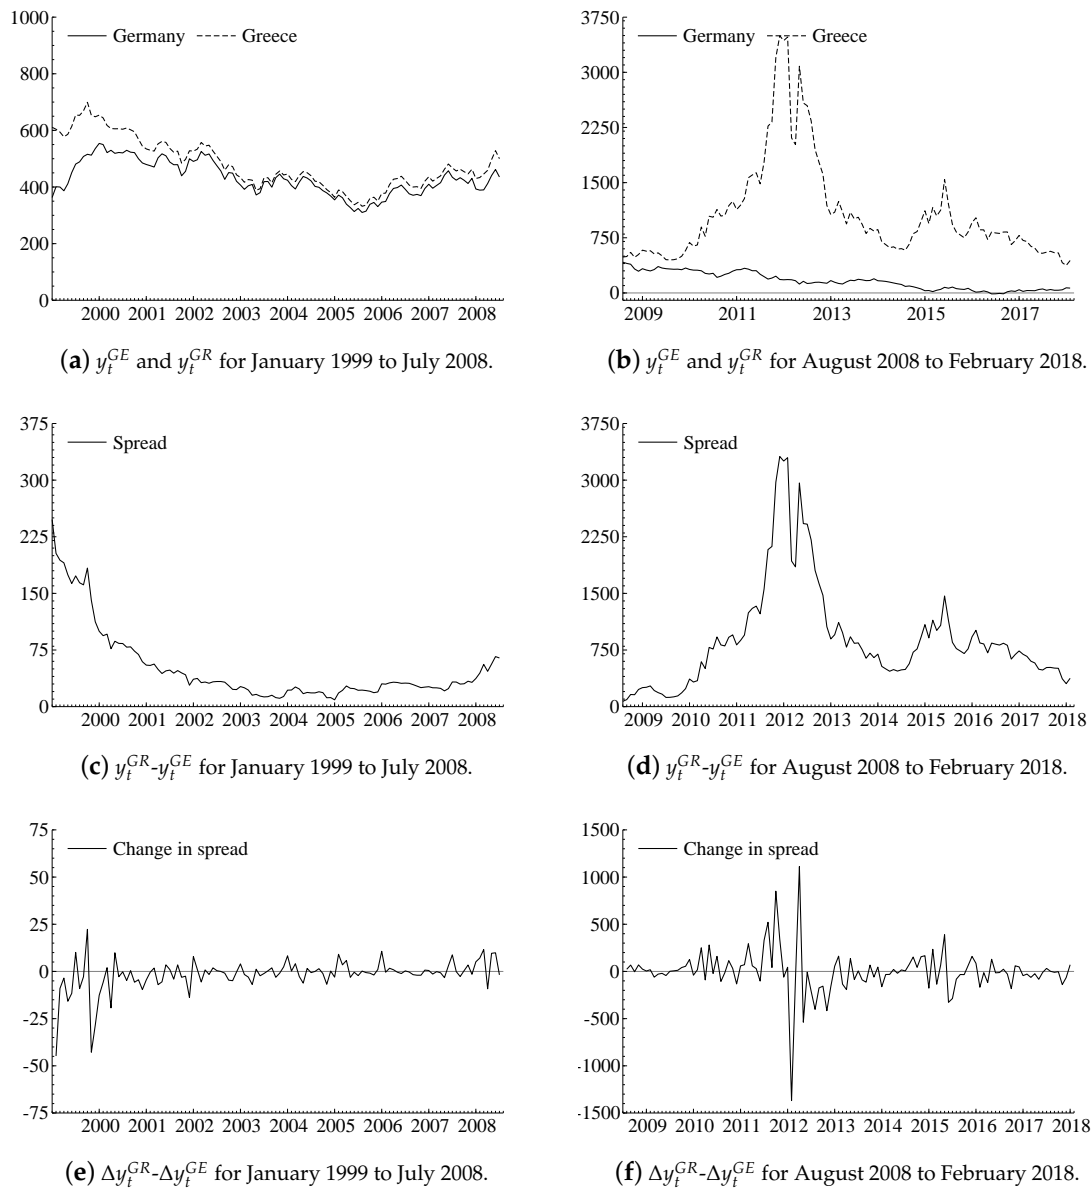 1000
800
600
400
200
0
Germany Greece
2000 2001 2002 2003 2004 2005 2006 2007 2008
(a) y_t^{GE} and y_t^{GR} for January 1999 to July 2008.
3750
3000
2250
1500
750
0
Germany Greece
2009 2011 2013 2015 2017
(b) y_t^{GE} and y_t^{GR} for August 2008 to February 2018.
375
300
225
150
75
0
Spread
2000 2001 2002 2003 2004 2005 2006 2007 2008
(c) y_t^{GR}-y_t^{GE} for January 1999 to July 2008.
3750
3000
2250
1500
750
0
Spread
2009 2010 2011 2012 2013 2014 2015 2016 2017
(d) y_t^{GR}-y_t^{GE} for August 2008 to February 2018.
75
50
25
0
-25
-50
-75
Change in spread
2000 2001 2002 2003 2004 2005 2006 2007 2008
(e) Δy_t^{GR}-Δy_t^{GE} for January 1999 to July 2008.
1500
1000
500
0
-500
-1000
-1500
Change in spread
2009 2010 2011 2012 2013 2014 2015 2016 2017 2018
(f) Δy_t^{GR}-Δy_t^{GE} for August 2008 to February 2018.